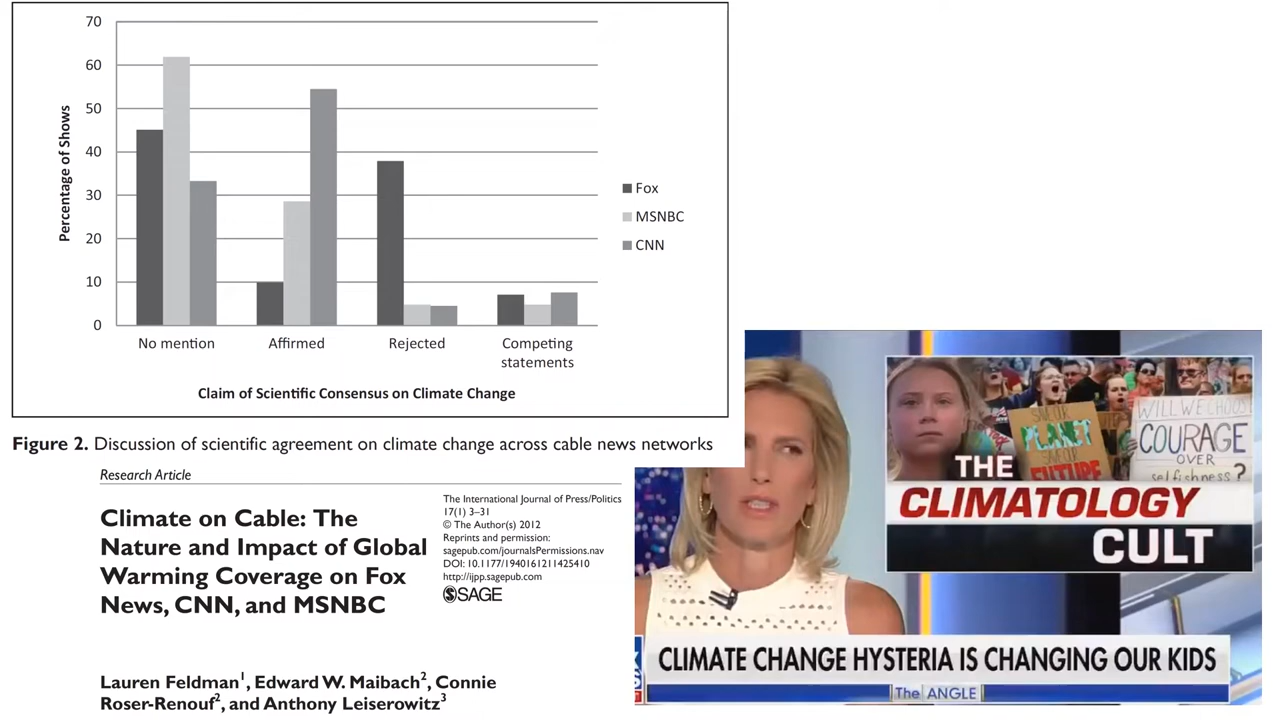 70
60
50
40
30
20
10
0
Percentage of Shows
No mention
Affirmed
Rejected
Competing
statements
Claim of Scientific Consensus on Climate Change
Fox
MSNBC
CNN
Figure 2. Discussion of scientific agreement on climate change across cable news networks
Research Article
Climate on Cable: The
Nature and Impact of Global
Warming Coverage on Fox
News, CNN, and MSNBC
The International Journal of Press/Politics
17(1) 3–31
© The Author(s) 2012
Reprints and permission:
sagepub.com/journalsPermissions.nav
DOI: 10.1177/1940161211425410
http://ijpp.sagepub.com
SAGE
Lauren Feldman1, Edward W. Maibach2, Connie
Roser-Renouf2, and Anthony Leiserowitz3
PLANET
FUTURE
WILL WE CHOOSE
COURAGE
OVER
selfishness?
THE
CLIMATOLOGY
CULT
CLIMATE CHANGE HYSTERIA IS CHANGING OUR KIDS
The ANGLE